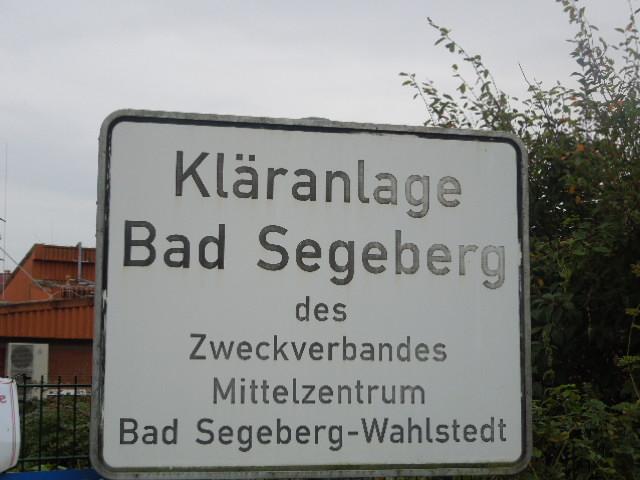 Kläranlage
Bad Segeberg
des
Zweckverbandes
Mittelzentrum
Bad Segeberg-Wahlstedt